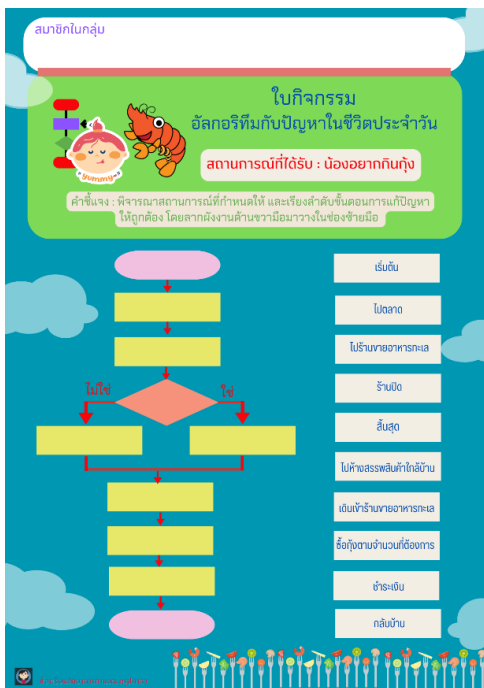 สมาชิกในกลุ่ม
ใบกิจกรรม
อัลกอริทึมกับปัญหาในชีวิตประจำวัน
yummy
สถานการณ์ที่ได้รับ : น้องอยากกินกุ้ง
คำชี้แจง : พิจารณาสถานการณ์ที่กำหนดให้ และเรียงลำดับขั้นตอนการแก้ปัญหา
ให้ถูกต้อง โดยลากผังงานด้านขวามือมาวางในช่องซ้ายมือ
เริ่มต้น
ไปตลาด
ไปร้านขายอาหารทะเล
ไม่ใช่
ใช่
ร้านปิด
สิ้นสุด
ไปห้างสรรพสินค้าใกล้บ้าน
เดินเข้าร้านขายอาหารทะเล
ซื้อกุ้งตามจำนวนที่ต้องการ
ชำระเงิน
กลับบ้าน